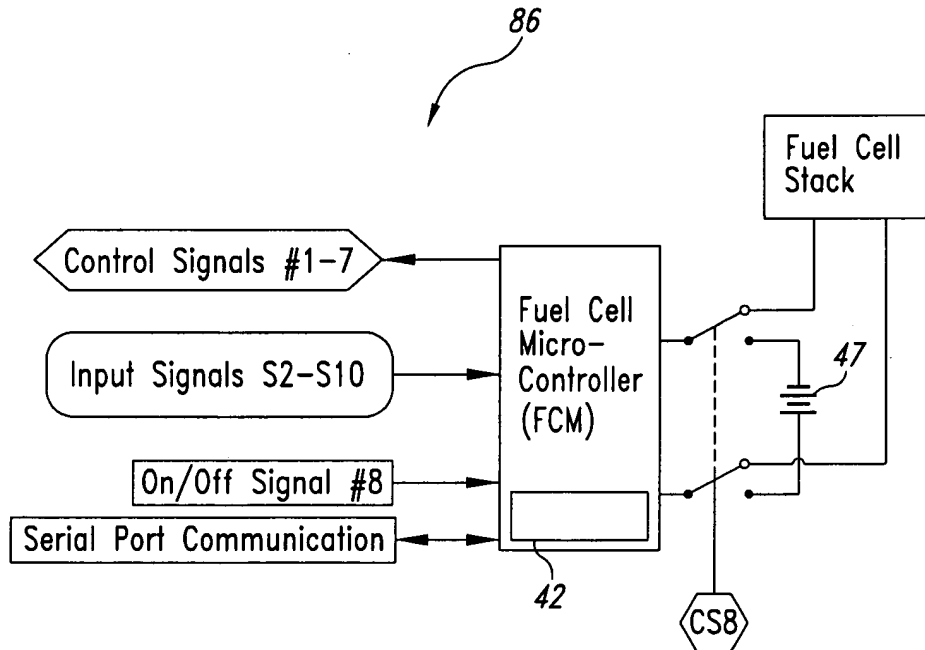 86
Fuel Cell
Stack
Control Signals #1-7
Fuel Cell
Micro-
Controller
(FCM)
Input Signals S2-S10
47
On/Off Signal #8
Serial Port Communication
42
CS8